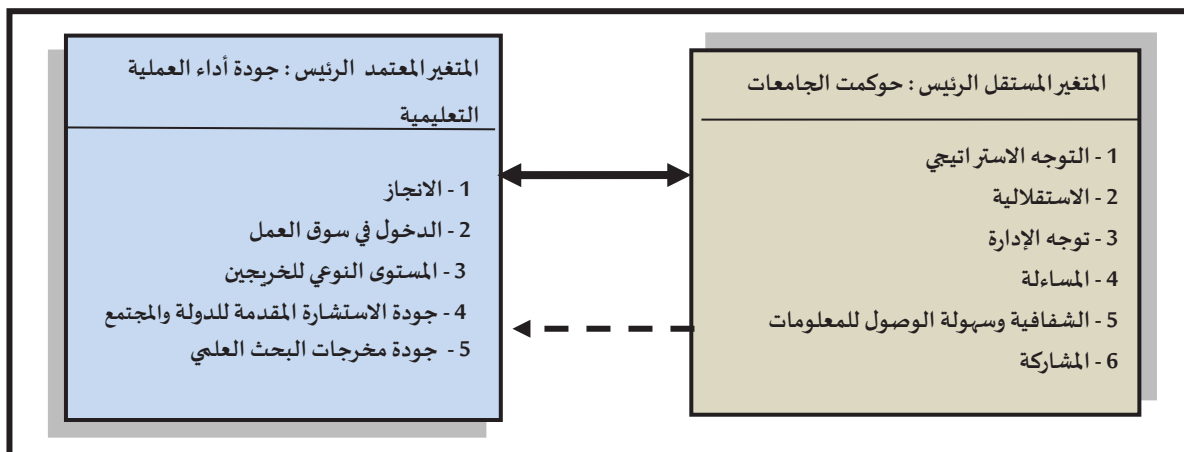 المتغير المستقل الرئيس : حوكمت الجامعات
1 - التوجه الاستراتيجي
2 - الاستقلالية
3 - توجه الإدارة
4 - المساءلة
5 - الشفافية وسهولة الوصول للمعلومات
6 - المشاركة
المتغير المعتمد الرئيس : جودة أداء العملية
التعليمية
1 - الانجاز
2 - الدخول في سوق العمل
3 - المستوى النوعي للخريجين
4 - جودة الاستشارة المقدمة للدولة والمجتمع
5 - جودة مخرجات البحث العلمي